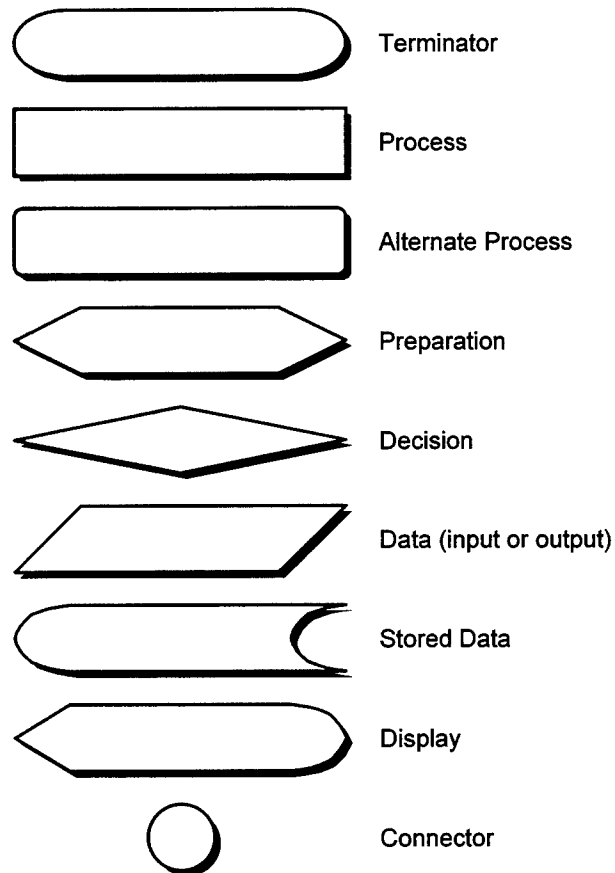 Terminator
Process
Alternate Process
Preparation
Decision
Data (input or output)
Stored Data
Display
Connector